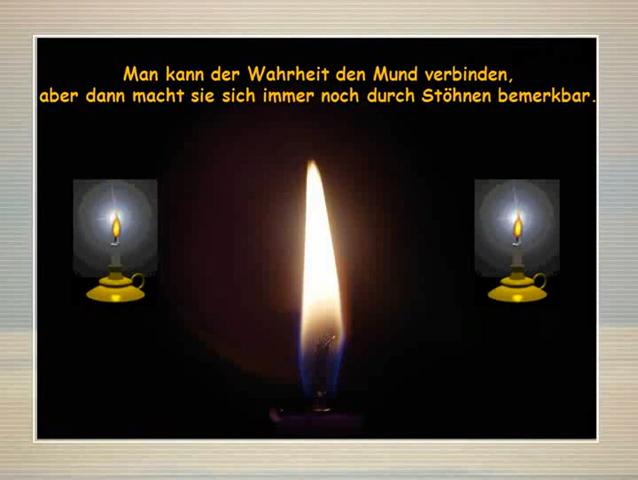 Man kann der Wahrheit den Mund verbinden,
aber dann macht sie sich immer noch durch Stöhnen bemerkbar.